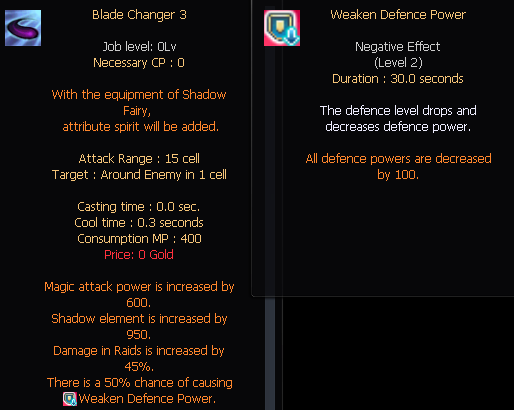 Blade Changer 3
Job level: 0Lv
Necessary CP : 0
With the equipment of Shadow
Fairy,
attribute spirit will be added.
Attack Range : 15 cell
Target : Around Enemy in 1 cell
Casting time : 0.0 sec.
Cool time : 0.3 seconds
Consumption MP : 400
Price: 0 Gold
Magic attack power is increased by
600.
Shadow element is increased by
950.
Damage in Raids is increased by
45%.
There is a 50% chance of causing
Weaken Defence Power.
Weaken Defence Power
Negative Effect
(Level 2)
Duration : 30.0 seconds
The defence level drops and
decreases defence power.
All defence powers are decreased
by 100.